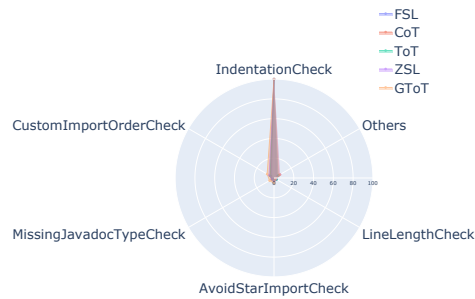 FSL
CoT
ToT
ZSL
GToT
IndentationCheck
CustomImportOrderCheck
Others
0 20 40 60 80 100
MissingJavadocTypeCheck
LineLengthCheck
AvoidStarImportCheck